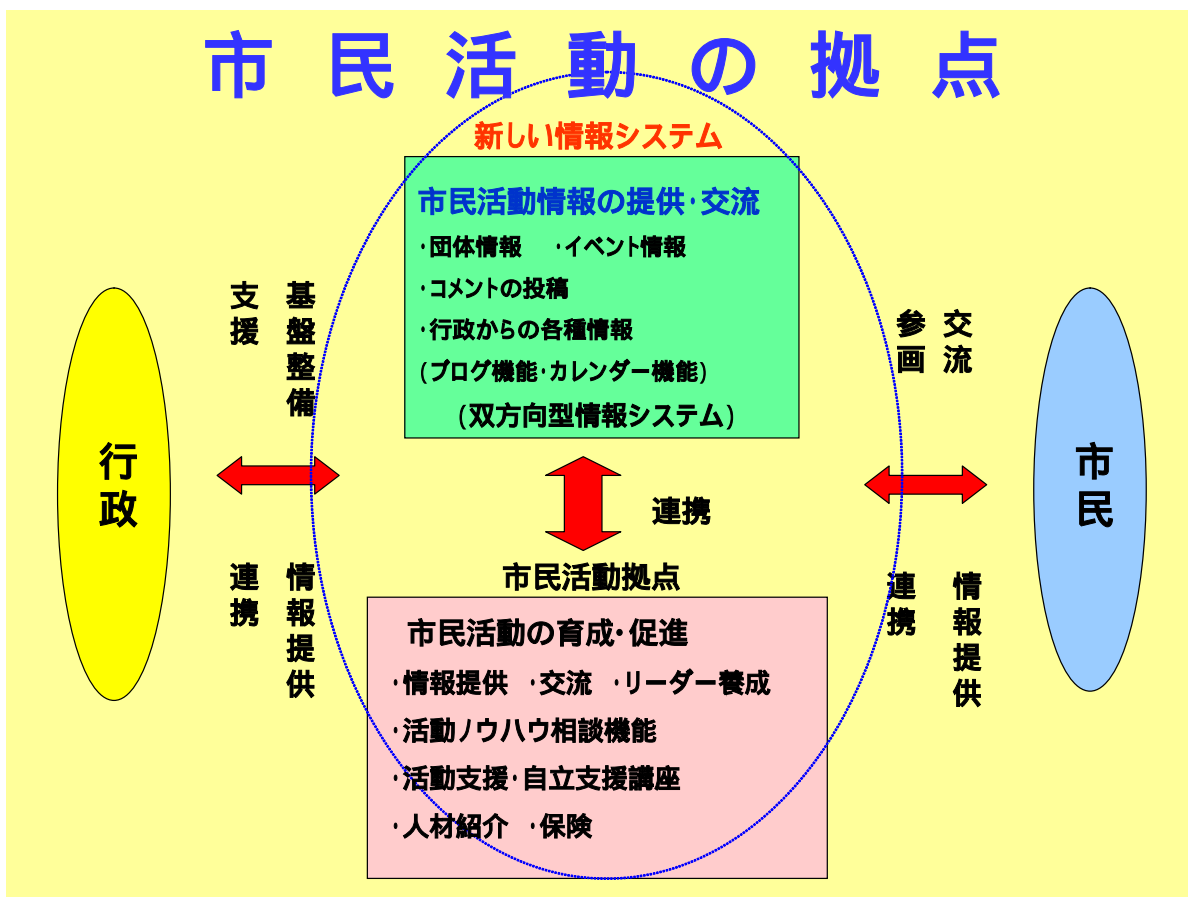 市民活動の拠点
新しい情報システム
市民活動情報の提供・交流
・団体情報　・イベント情報
・コメントの投稿
・行政からの各種情報
(ブログ機能・カレンダー機能)
(双方向型情報システム)
基盤整備
支援
行政
情報提供
連携
連携
交流
参画
市民
情報提供
連携
市民活動拠点
市民活動の育成・促進
・情報提供　・交流　・リーダー養成
・活動ノウハウ相談機能
・活動支援・自立支援講座
・人材紹介　・保険